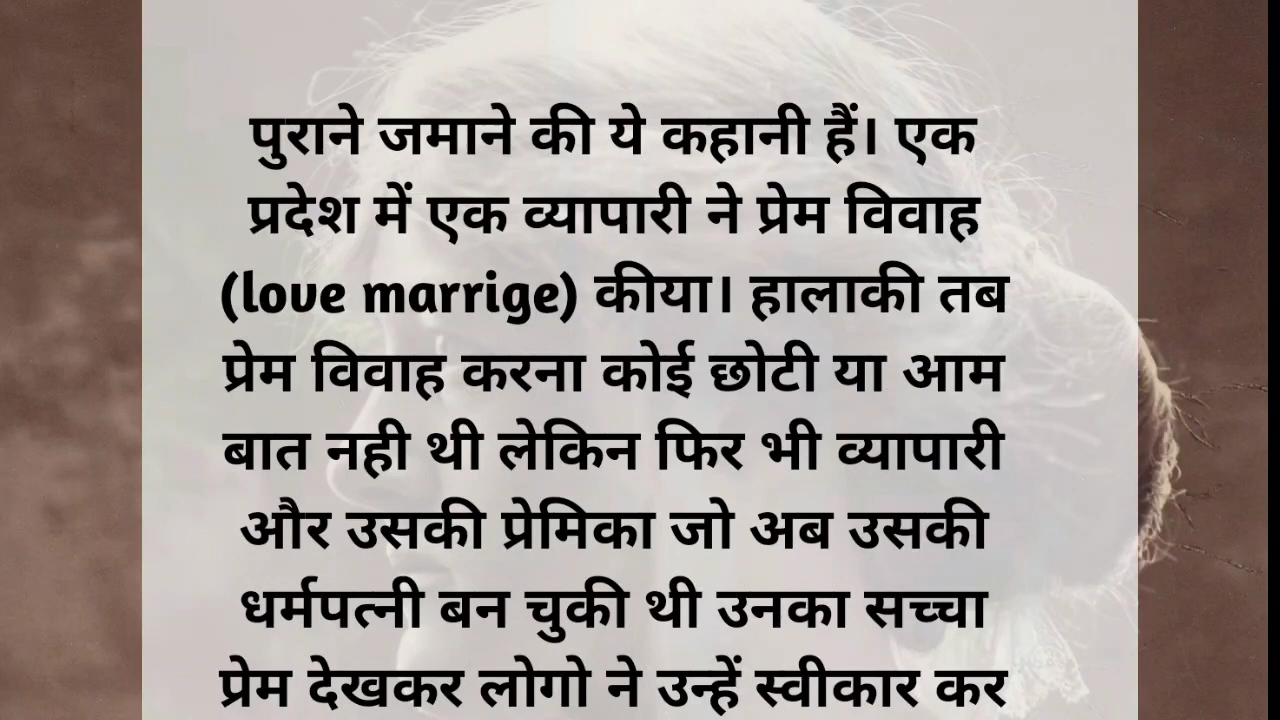 पुराने जमाने की ये कहानी हैं। एक
प्रदेश में एक व्यापारी ने प्रेम विवाह
(love marrige) कीया। हालाकी तब
प्रेम विवाह करना कोई छोटी या आम
बात नही थी लेकिन फिर भी व्यापारी
और उसकी प्रेमिका जो अब उसकी
धर्मपत्नी बन चुकी थी उनका सच्चा
प्रेम देखकर लोगो ने उन्हें स्वीकार कर